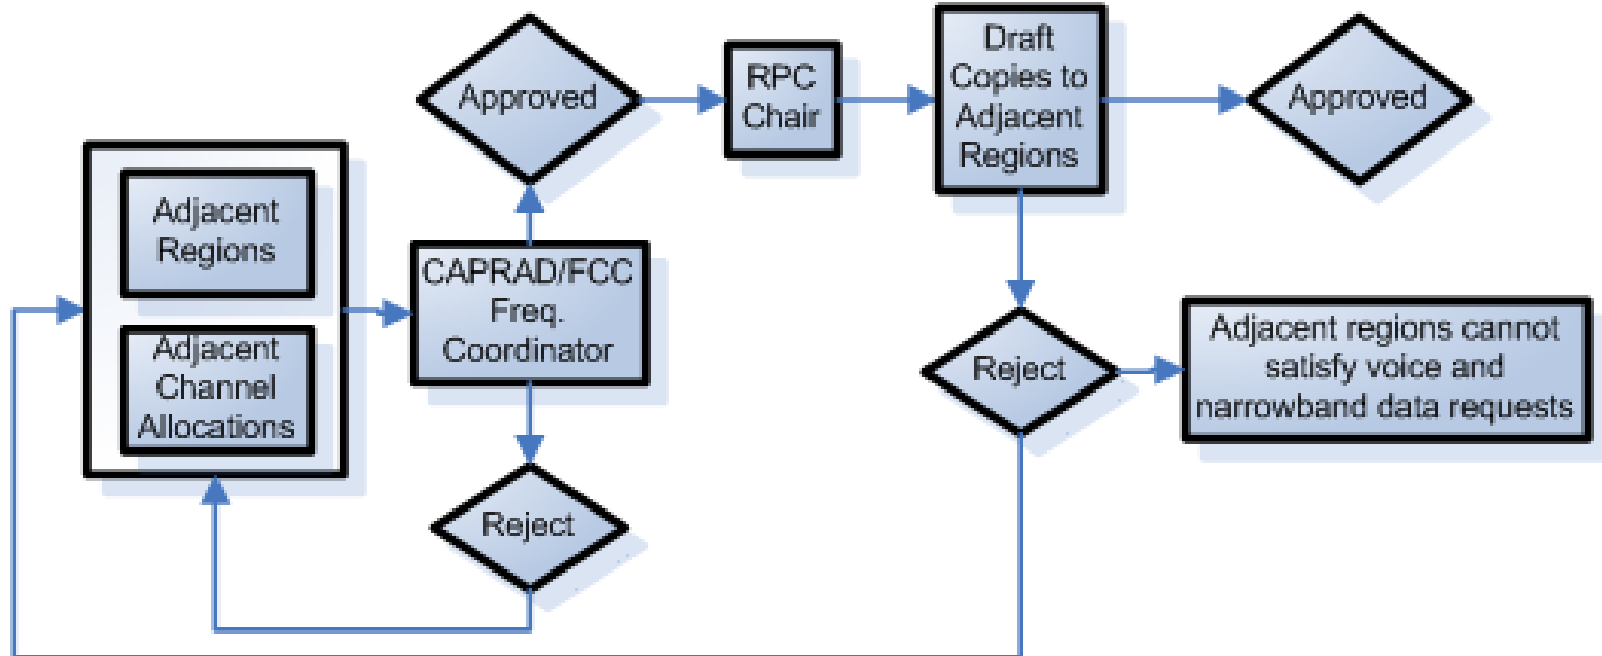 Adjacent
Regions
Adjacent
Channel
Allocations
CAPRAD/FCC
Freq.
Coordinator
Approved
Reject
RPC
Chair
Draft
Copies to
Adjacent
Regions
Approved
Reject
Adjacent regions cannot
satisfy voice and
narrowband data requests